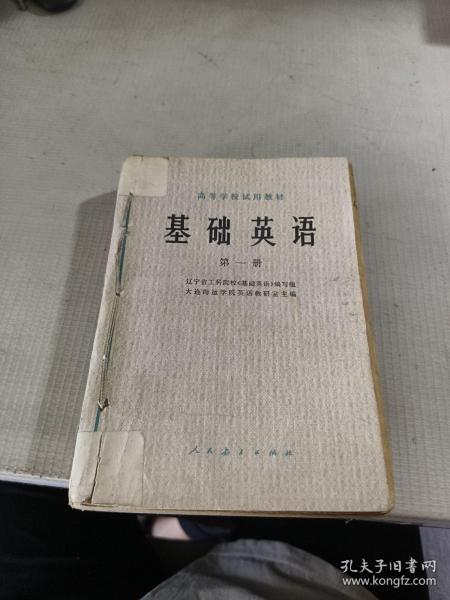 高等学校试用教材
基础英语
第一册
辽宁省工科院校《基础英语》编写组
大连海运学院英语教研室主编
人民教育出版社
孔夫子旧书网
www.kongfz.com